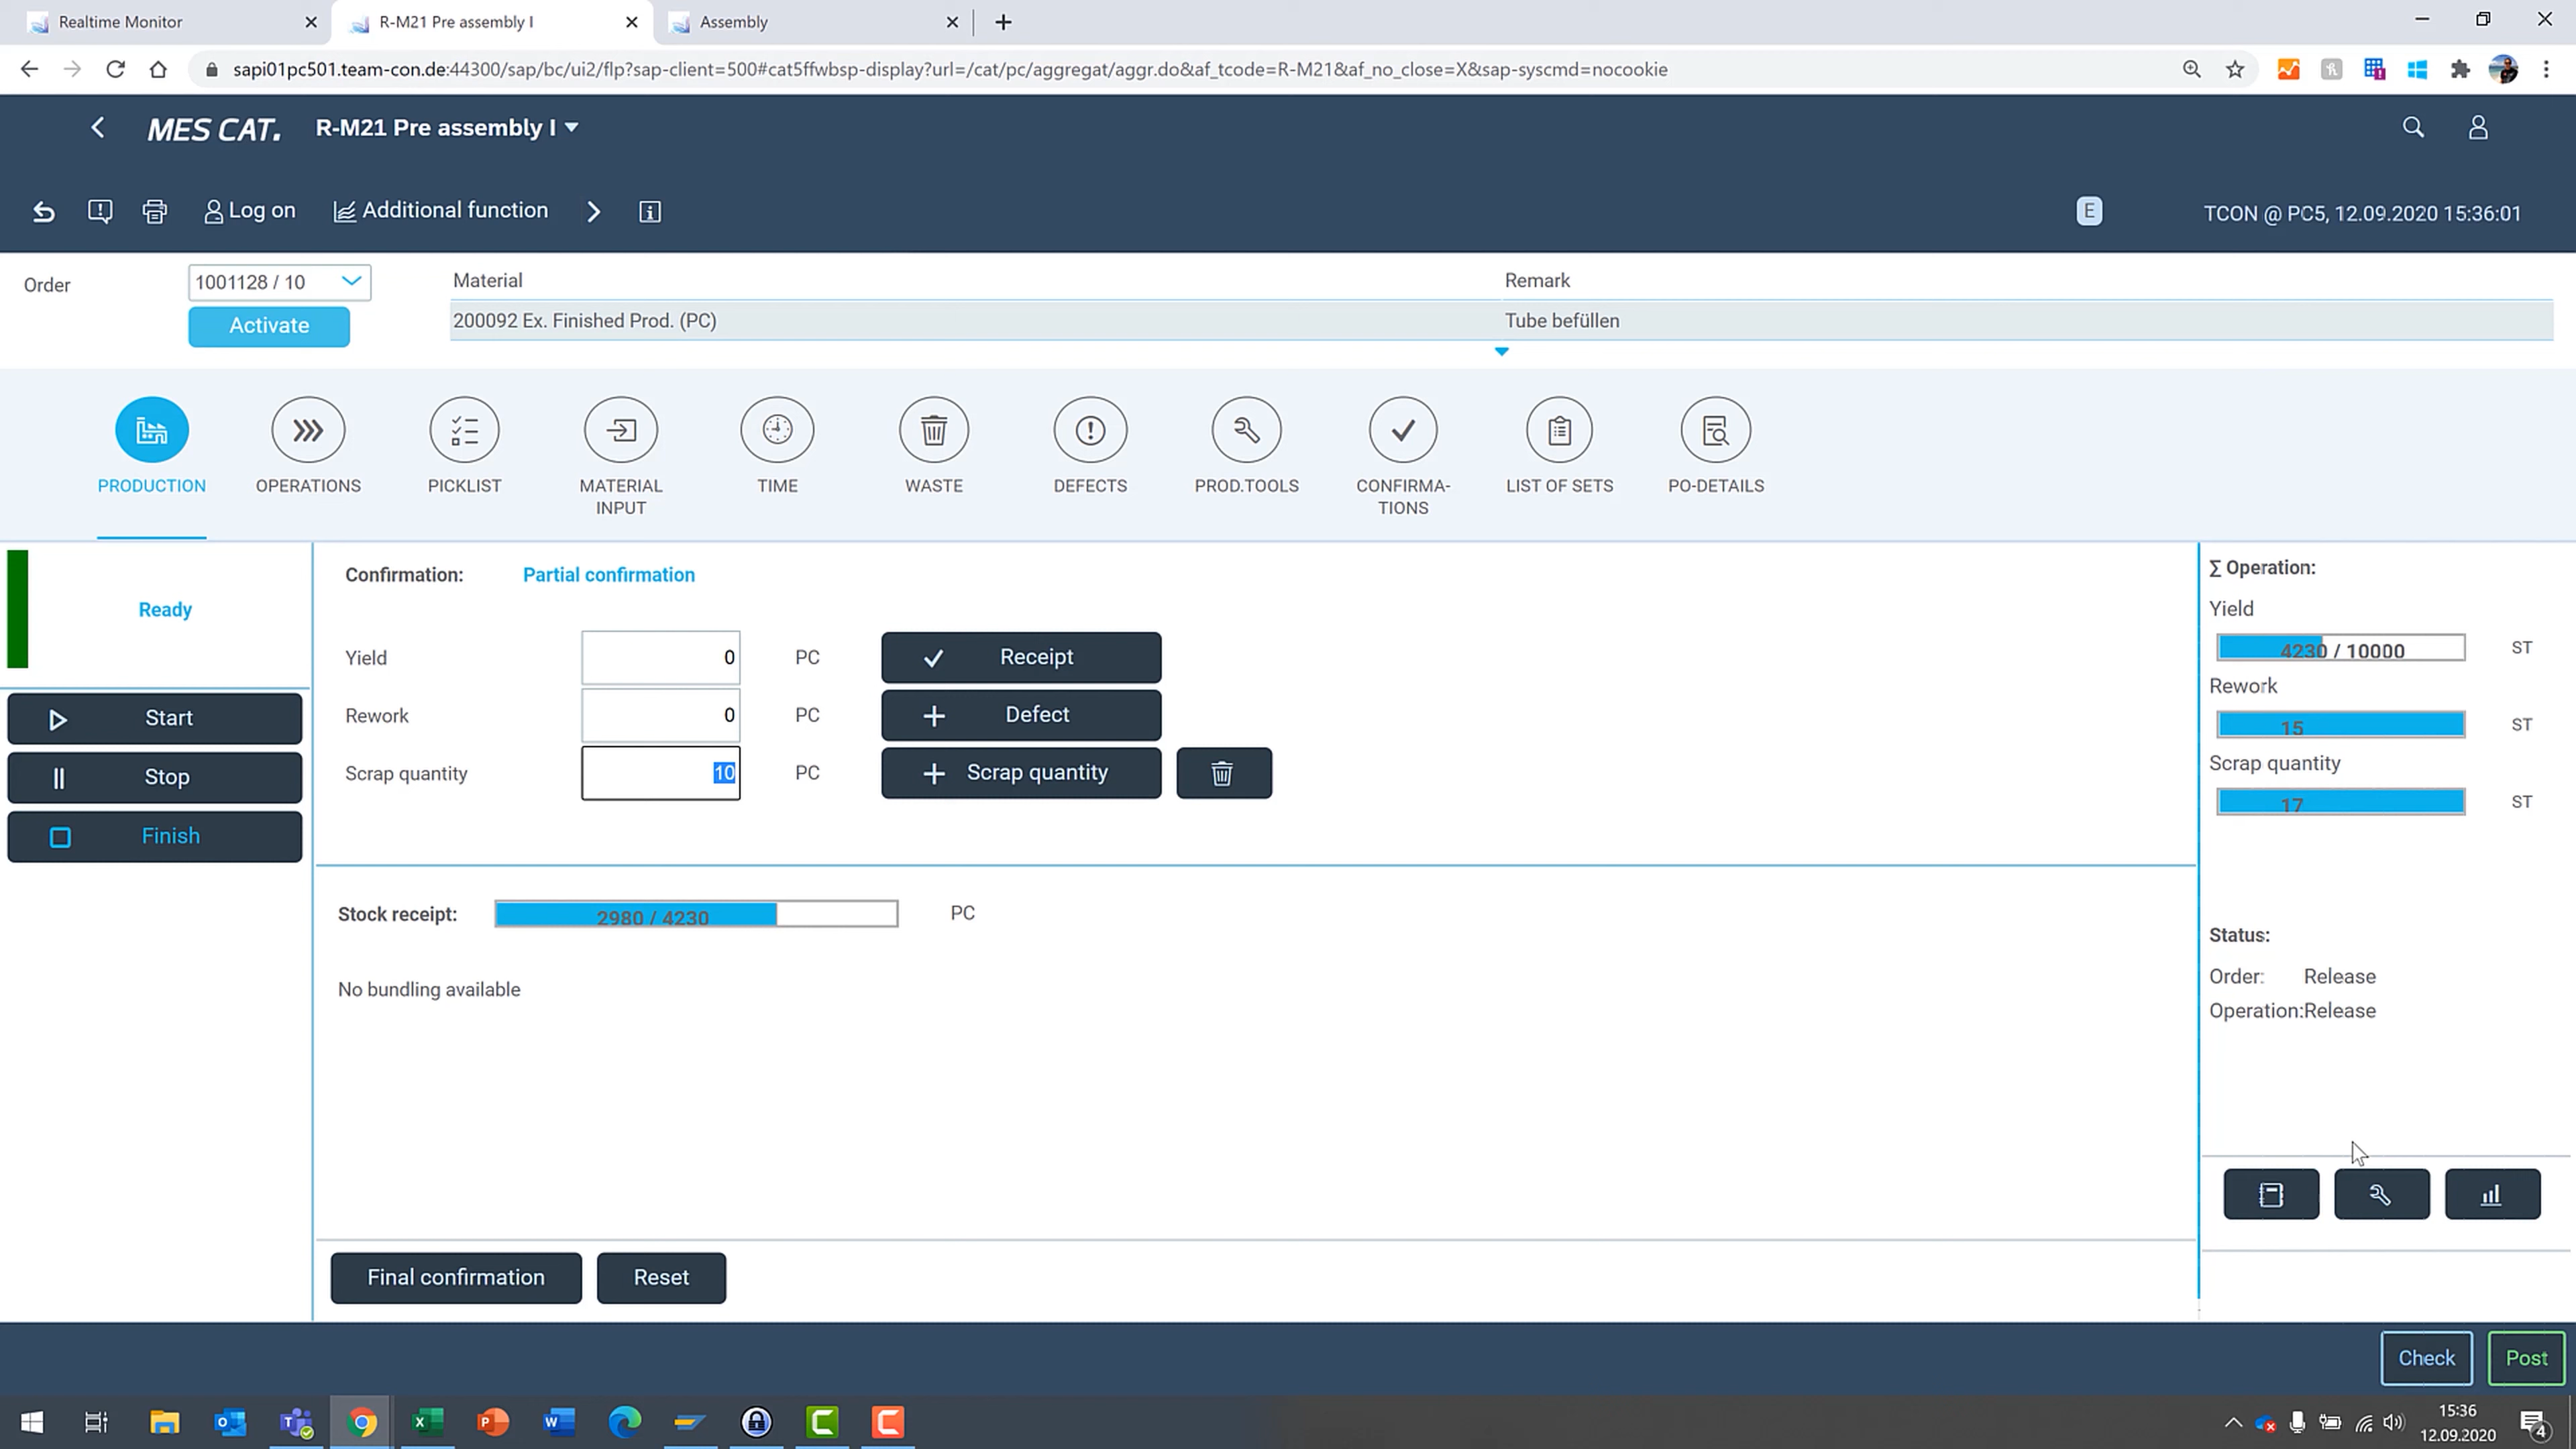 Realtime Monitor
R-M21 Pre assembly I
Assembly
sapi01pc501.team-con.de:44300/sap/bc/ui2/flp?sap-client=500#cat5ffwbsp-display?url=/cat/pc/aggregat/aggr.do&af_tcode=R-M21&af_no_close=X&sap-syscmd=nocookie
MES CAT. R-M21 Pre assembly I
Log on Additional function
E TCON @ PC5, 12.09.2020 15:36:01
Order 1001128 / 10
Activate
Material Remark
200092 Ex. Finished Prod. (PC) Tube befüllen
PRODUCTION
OPERATIONS
PICKLIST
MATERIAL
INPUT
TIME
WASTE
DEFECTS
PROD.TOOLS
CONFIRMA-
TIONS
LIST OF SETS
PO-DETAILS
Ready
Start
Stop
Finish
Confirmation: Partial confirmation
Yield 0 PC Receipt
Rework 0 PC Defect
Scrap quantity 10 PC Scrap quantity
Stock receipt: 2980 / 4230 PC
No bundling available
Final confirmation Reset
∑ Operation:
Yield
4230 / 10000 ST
Rework
15 ST
Scrap quantity
17 ST
Status:
Order: Release
Operation:Release
Check Post
15:36
12.09.2020
4